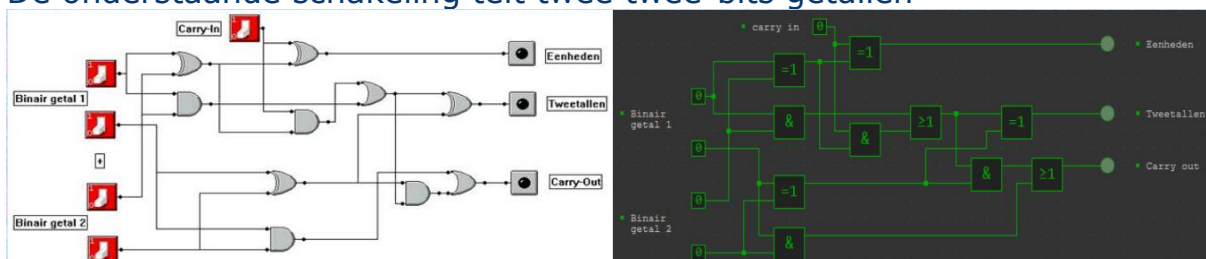 De onderstaande schakeling telt twee twee-bits getallen
Carry-In
Eenheden
Binair getal 1
Tweetallen
+
Carry-Out
Binair getal 2
carry in
0
=1
Eenheden
=1
0
Binair
getal 1
&
≥1
=1
Tweetallen
&
0
Carry out
&
≥1
=1
0
Binair
getal 2
&
0